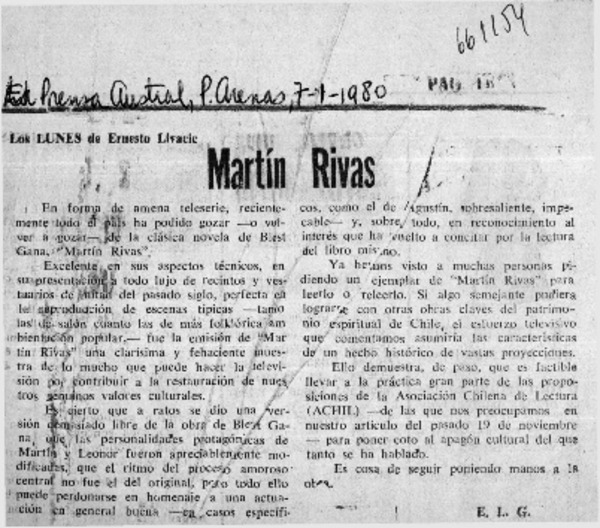 661154
Ed Prensa Austral, P. Arenas, 7-1-1980
PAG
Los LUNES de Ernesto Livacic
Martín Rivas
En forma de amena teleserie, reciente-
mente todo el país ha podido gozar —o vol-
ver a gozar— de la clásica novela de Blest
Gana, "Martín Rivas".
Excelente en sus aspectos técnicos, en
su presentación a todo lujo de recintos y ves-
tuarios de mitad del pasado siglo, perfecta en
la reproducción de escenas típicas —tanto
las de salón cuanto las de más folklórica am
bientación popular,— fue la emisión de "Mar
tín Rivas" una clarísima y fehaciente mues-
tra de lo mucho que puede hacer la televi-
sión por contribuir a la restauración de nues
tros genuinos valores culturales.
Es cierto que a ratos se dio una ver-
sión demasiado libre de la obra de Blest Ga-
na, que las personalidades protagónicas de
Martín y Leonor fueron apreciablemente mo-
dificadas, que el ritmo del proceso amoroso
central no fue el del original, pero todo ello
puede perdonarse en homenaje a una actua-
ción en general buena —en casos específi-
cos, como el de Agustín, sobresaliente, impe-
cable— y, sobre todo, en reconocimiento al
interés que ha vuelto a concitar por la lectura
del libro mismo.
Ya hemos visto a muchas personas pi-
diendo un ejemplar de "Martín Rivas" para
leerlo o releerlo. Si algo semejante pudiera
lograrse con otras obras claves del patrimo-
nio espiritual de Chile, el esfuerzo televisivo
que comentamos asumiría las características
de un hecho histórico de vastas proyecciones.
Ello demuestra, de paso, que es factible
llevar a la práctica gran parte de las propo-
siciones de la Asociación Chilena de Lectura
(ACHIL) —de las que nos preocupamos en
nuestro artículo del pasado 19 de noviembre
— para poner coto al apagón cultural del que
tanto se ha hablado.
Es cosa de seguir poniendo manos a la
obra.
E. L. G.